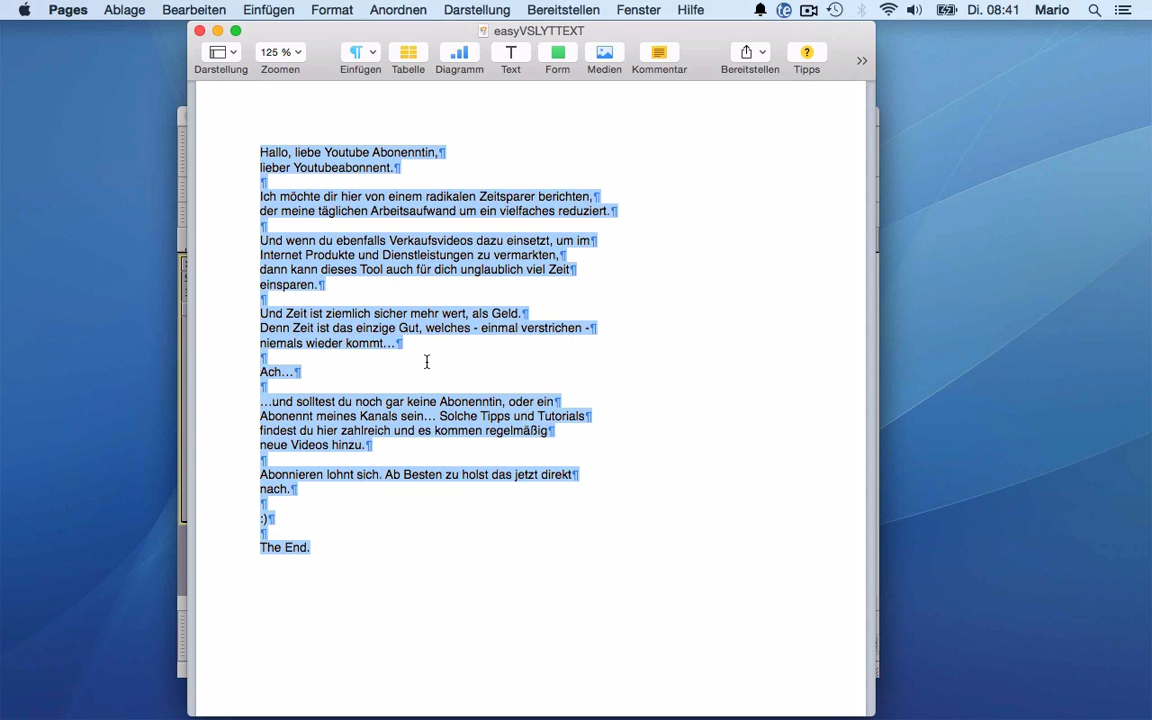 Pages Ablage Bearbeiten Einfügen Format Anordnen Darstellung Bereitstellen Fenster Hilfe Di. 08:41 Mario
easyVSLYTTEXT
125 %
Darstellung Zoomen Einfügen Tabelle Diagramm Text Form Medien Kommentar Bereitstellen Tipps
Hallo, liebe Youtube Abonenntin,¶
lieber Youtubeabonnent.¶
¶
Ich möchte dir hier von einem radikalen Zeitsparer berichten,¶
der meine täglichen Arbeitsaufwand um ein vielfaches reduziert.¶
¶
Und wenn du ebenfalls Verkaufsvideos dazu einsetzt, um im¶
Internet Produkte und Dienstleistungen zu vermarkten,¶
dann kann dieses Tool auch für dich unglaublich viel Zeit¶
einsparen.¶
¶
Und Zeit ist ziemlich sicher mehr wert, als Geld.¶
Denn Zeit ist das einzige Gut, welches - einmal verstrichen -¶
niemals wieder kommt…¶
¶
Ach…¶
¶
…und solltest du noch gar keine Abonenntin, oder ein¶
Abonennt meines Kanals sein… Solche Tipps und Tutorials¶
findest du hier zahlreich und es kommen regelmäßig¶
neue Videos hinzu.¶
¶
Abonnieren lohnt sich. Ab Besten zu holst das jetzt direkt¶
nach.¶
¶
:)¶
¶
The End.